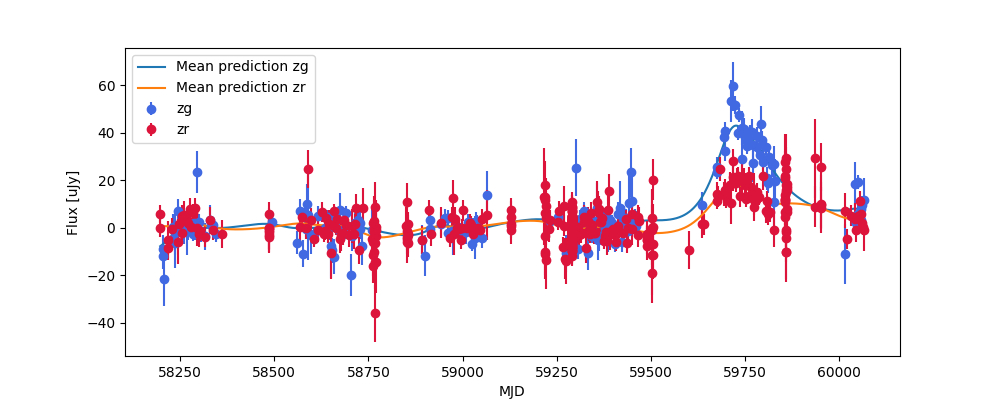 Mean prediction zg
Mean prediction zr
zg
zr
60
40
20
0
−20
−40
Flux [uJy]
58250
58500
58750
59000
59250
59500
59750
60000
MJD